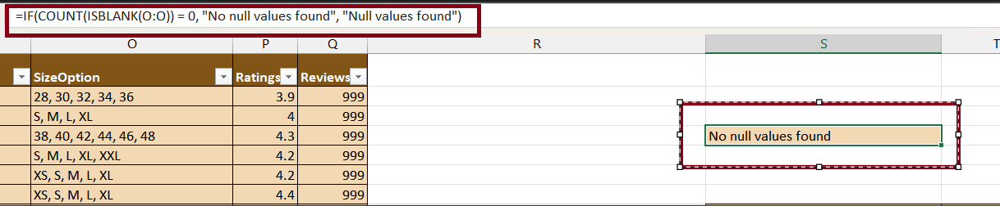 =IF(COUNT(ISBLANK(O:O)) = 0, "No null values found", "Null values found")
O P Q R S T
SizeOption Ratings Reviews
28, 30, 32, 34, 36 3.9 999
S, M, L, XL 4 999
38, 40, 42, 44, 46, 48 4.3 999
No null values found
S, M, L, XL, XXL 4.2 999
XS, S, M, L, XL 4.2 999
XS, S, M, L, XL 4.4 999